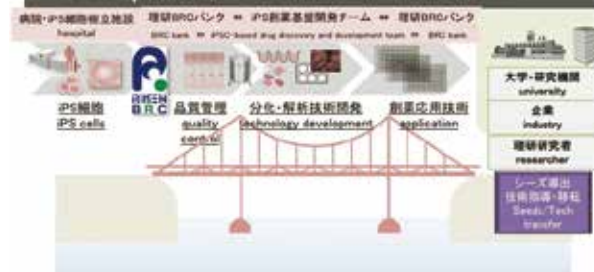 病院・iPS細胞樹立施設
hospital
理研BRCバンク ⇔ iPS創薬基盤開発チーム ⇔ 理研BRCバンク
BRC bank ⇔ iPSC-based drug discovery and development team ⇔ BRC bank
iPS細胞
iPS cells
RIKEN
BRC
品質管理
quality
control
分化・解析技術開発
technology development
創薬応用技術
application
大学・研究機関
university
企業
industry
理研研究者
researcher
シーズ導出
技術指導・移転
Seeds/Tech
transfer